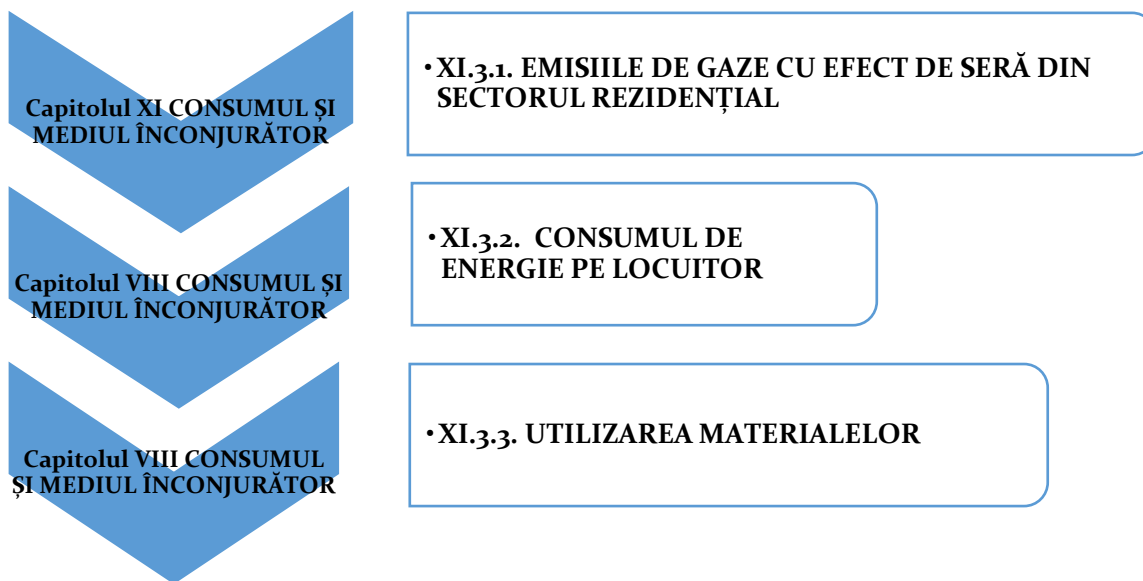 Capitolul XI CONSUMUL ȘI
MEDIUL ÎNCONJURĂTOR
• XI.3.1. EMISIILE DE GAZE CU EFECT DE SERĂ DIN
SECTORUL REZIDENȚIAL
Capitolul VIII CONSUMUL ȘI
MEDIUL ÎNCONJURĂTOR
• XI.3.2. CONSUMUL DE
ENERGIE PE LOCUITOR
Capitolul VIII CONSUMUL
ȘI MEDIUL ÎNCONJURĂTOR
• XI.3.3. UTILIZAREA MATERIALELOR